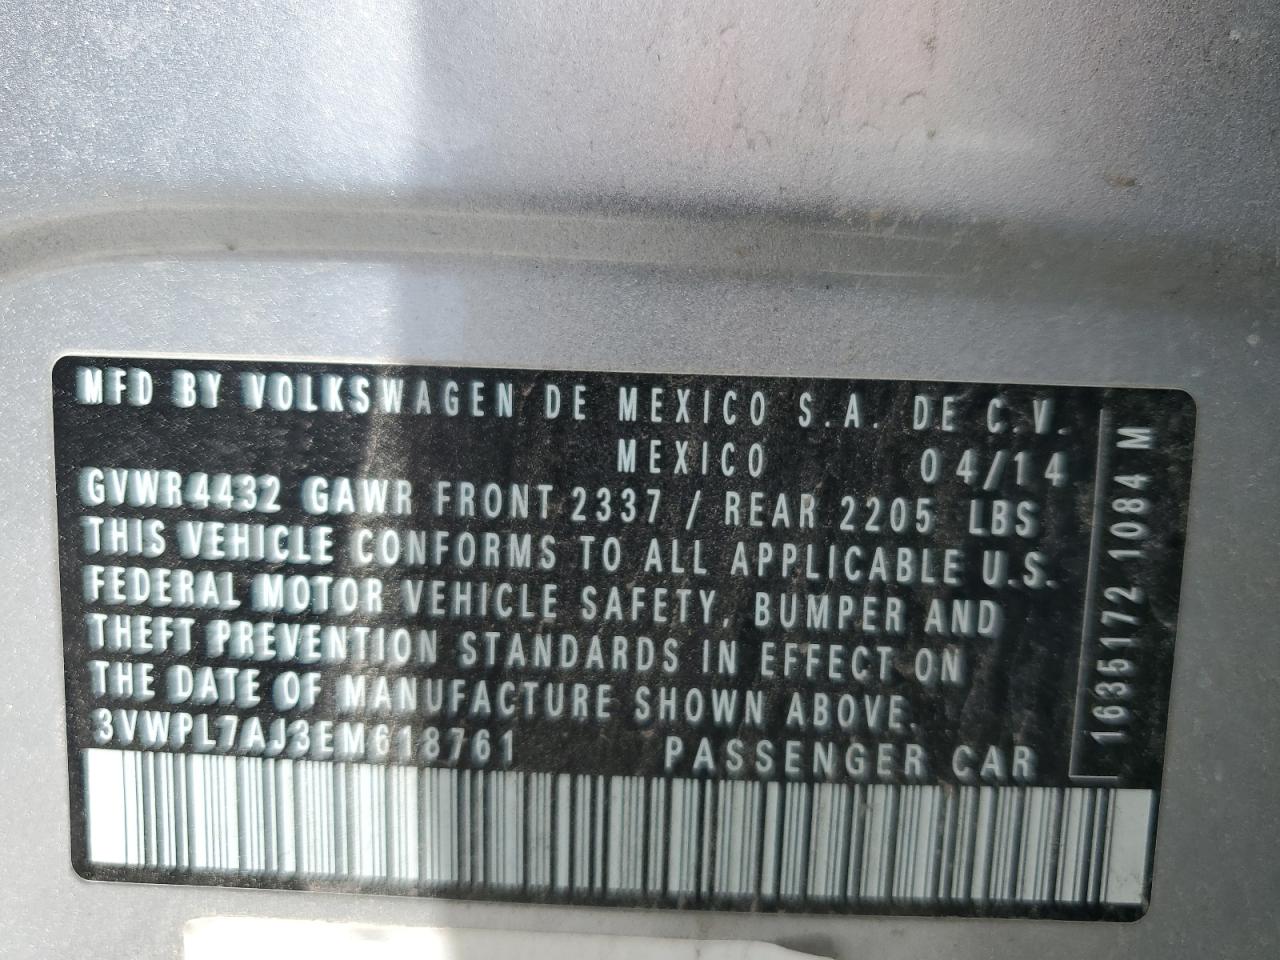 MFD BY VOLKSWAGEN DE MEXICO S.A. DE C.V.
MEXICO 04/14
GVWR4432 GAWR FRONT 2337 / REAR 2205 LBS
THIS VEHICLE CONFORMS TO ALL APPLICABLE U.S.
FEDERAL MOTOR VEHICLE SAFETY, BUMPER AND
THEFT PREVENTION STANDARDS IN EFFECT ON
THE DATE OF MANUFACTURE SHOWN ABOVE.
3VWPL7AJ3EM618761 PASSENGER CAR
1635172.1084 M